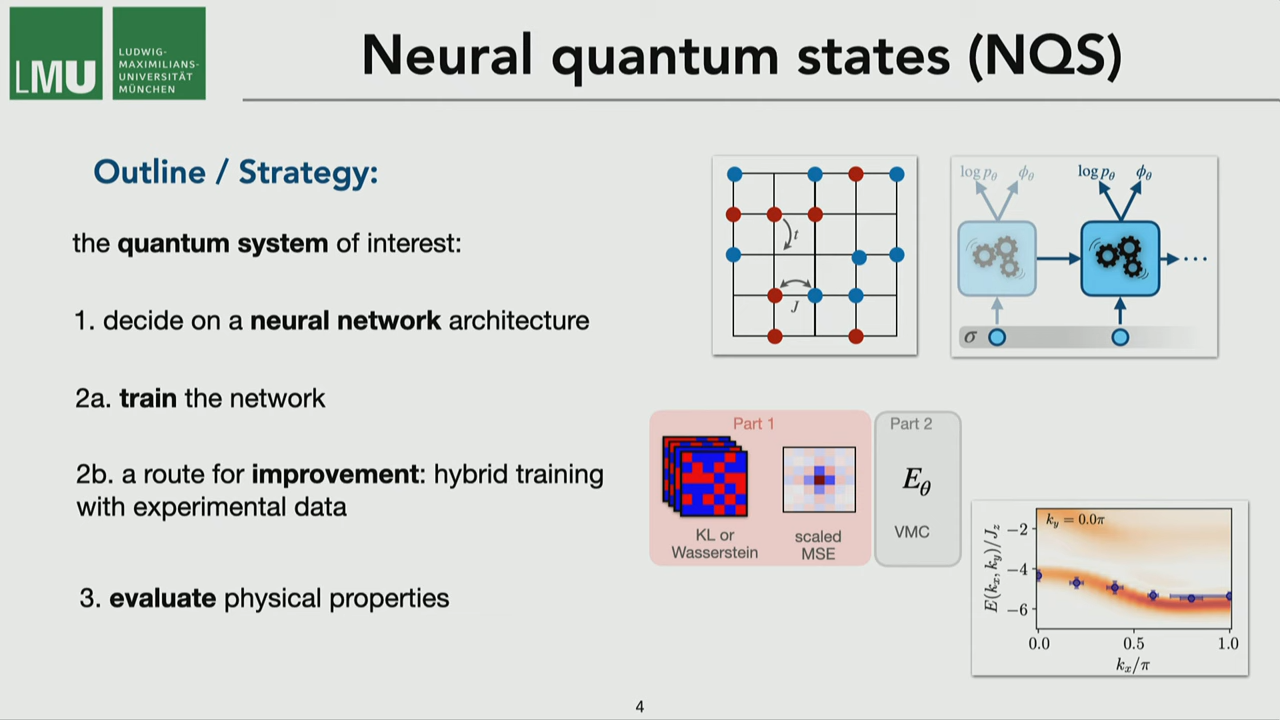 LMU
LUDWIG-
MAXIMILIANS-
UNIVERSITÄT
MÜNCHEN
Neural quantum states (NQS)
Outline / Strategy:
the quantum system of interest:
1. decide on a neural network architecture
2a. train the network
2b. a route for improvement: hybrid training
with experimental data
3. evaluate physical properties
t
J
log pθ ϕθ log pθ ϕθ
···
σ
Part 1
KL or
Wasserstein
scaled
MSE
Part 2
Eθ
VMC
ky = 0.0π
E(kx, ky)/Jz
−2
−4
−6
0.0 0.5 1.0
kx/π
4